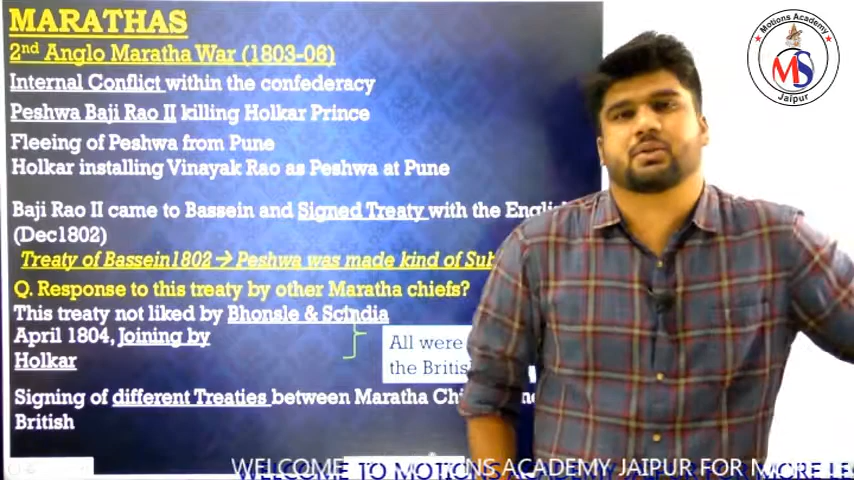 MARATHAS
2nd Anglo Maratha War (1803-06)
Internal Conflict within the confederacy
Peshwa Baji Rao II killing Holkar Prince
Fleeing of Peshwa from Pune
Holkar installing Vinayak Rao as Peshwa at Pune
Baji Rao II came to Bassein and Signed Treaty with the
(Dec1802)
Treaty of Bassein1802 → Peshwa was made kind of
Q. Response to this treaty by other Maratha chiefs?
This treaty not liked by Bhonsle & Scindia
April 1804, Joining by
Holkar
All were
the
Signing of different Treaties between Maratha
British
Motions Academy
MS
Jaipur
WELCOME TO MOTIONS ACADEMY JAIPUR FOR MORE